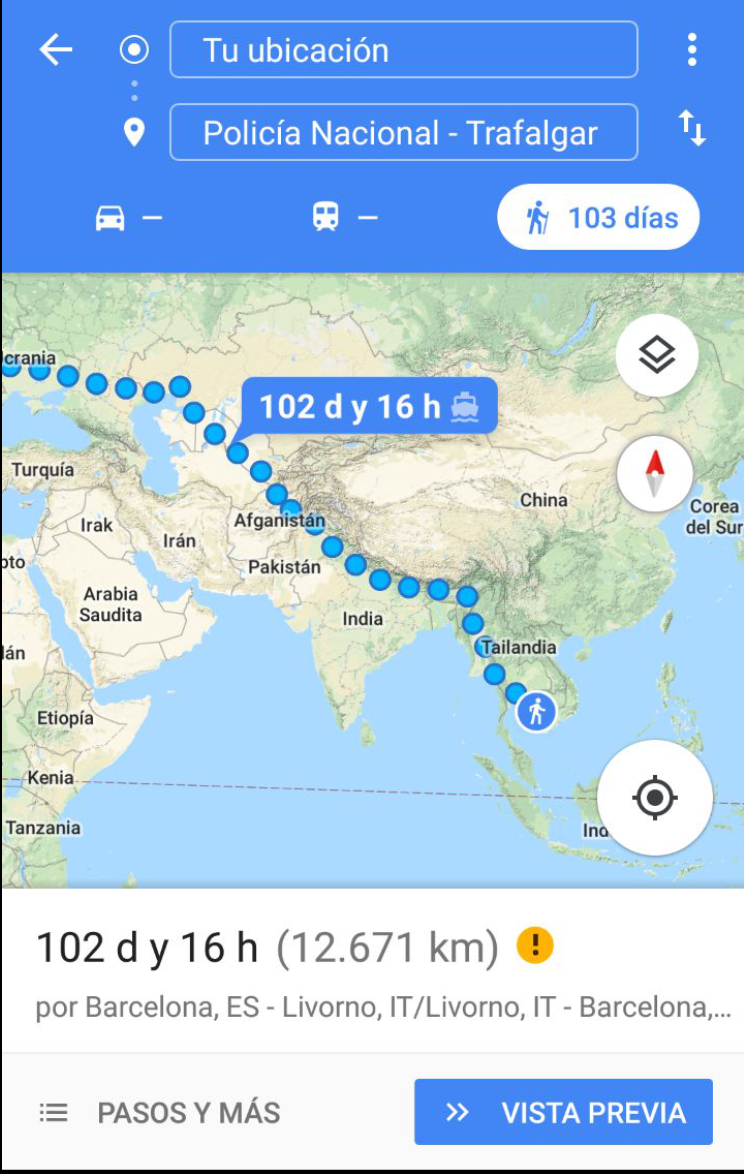 Tu ubicación
Policía Nacional - Trafalgar
103 días
crania
102 d y 16 h
Turquía
China
Corea
del Sur
Irak
Afganistán
Irán
pto
Pakistán
Arabia
Saudita
India
Tailandia
lán
Etiopía
Kenia
Tanzania
Ind
102 d y 16 h (12.671 km)
por Barcelona, ES - Livorno, IT/Livorno, IT - Barcelona,...
PASOS Y MÁS
VISTA PREVIA